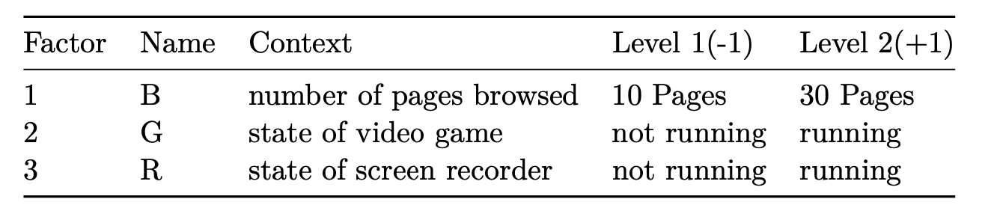 Factor Name Context Level 1(-1) Level 2(+1)
1 B number of pages browsed 10 Pages 30 Pages
2 G state of video game not running running
3 R state of screen recorder not running running